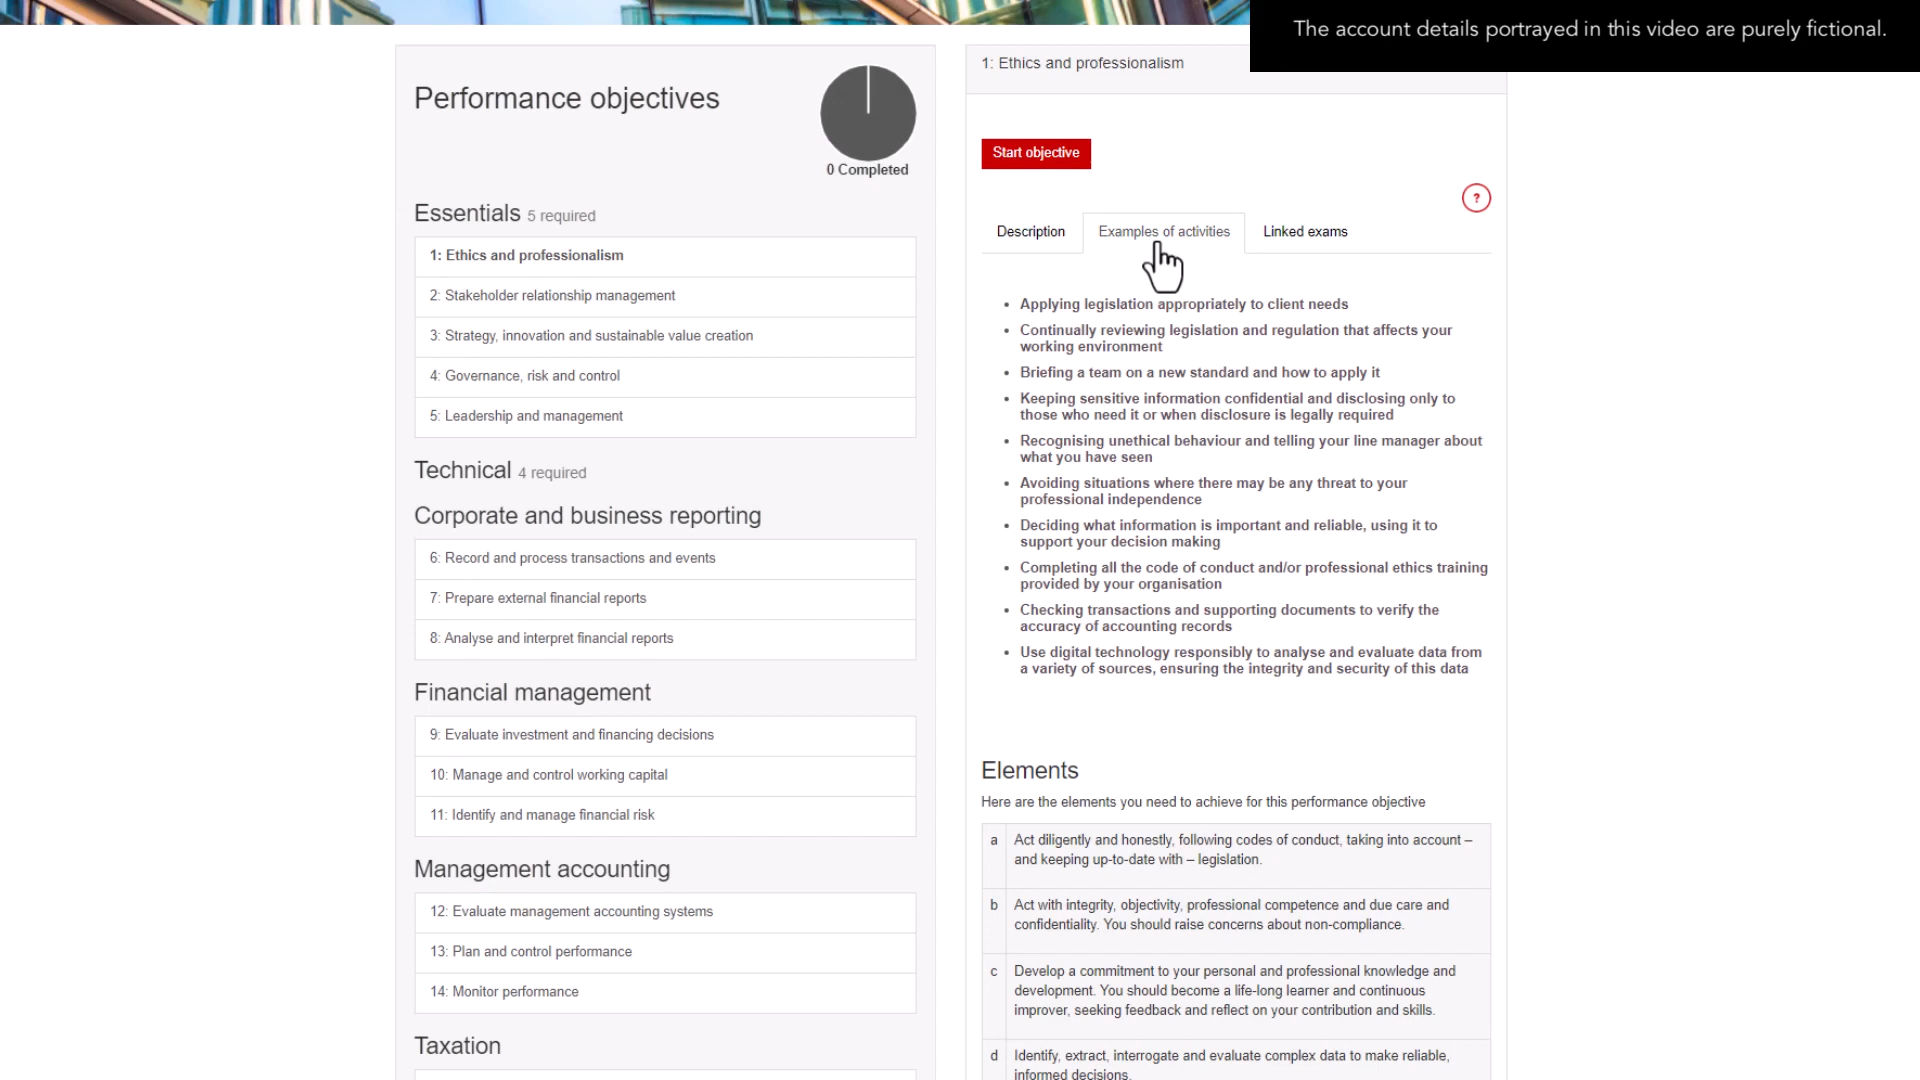 The account details portrayed in this video are purely fictional.
Performance objectives
0 Completed
Essentials 5 required
1: Ethics and professionalism
2: Stakeholder relationship management
3: Strategy, innovation and sustainable value creation
4: Governance, risk and control
5: Leadership and management
Technical 4 required
Corporate and business reporting
6: Record and process transactions and events
7: Prepare external financial reports
8: Analyse and interpret financial reports
Financial management
9: Evaluate investment and financing decisions
10: Manage and control working capital
11: Identify and manage financial risk
Management accounting
12: Evaluate management accounting systems
13: Plan and control performance
14: Monitor performance
Taxation
1: Ethics and professionalism
Start objective
?
Description Examples of activities Linked exams
• Applying legislation appropriately to client needs
• Continually reviewing legislation and regulation that affects your
working environment
• Briefing a team on a new standard and how to apply it
• Keeping sensitive information confidential and disclosing only to
those who need it or when disclosure is legally required
• Recognising unethical behaviour and telling your line manager about
what you have seen
• Avoiding situations where there may be any threat to your
professional independence
• Deciding what information is important and reliable, using it to
support your decision making
• Completing all the code of conduct and/or professional ethics training
provided by your organisation
• Checking transactions and supporting documents to verify the
accuracy of accounting records
• Use digital technology responsibly to analyse and evaluate data from
a variety of sources, ensuring the integrity and security of this data
Elements
Here are the elements you need to achieve for this performance objective
a Act diligently and honestly, following codes of conduct, taking into account –
and keeping up-to-date with – legislation.
b Act with integrity, objectivity, professional competence and due care and
confidentiality. You should raise concerns about non-compliance.
c Develop a commitment to your personal and professional knowledge and
development. You should become a life-long learner and continuous
improver, seeking feedback and reflect on your contribution and skills.
d Identify, extract, interrogate and evaluate complex data to make reliable,
informed decisions.